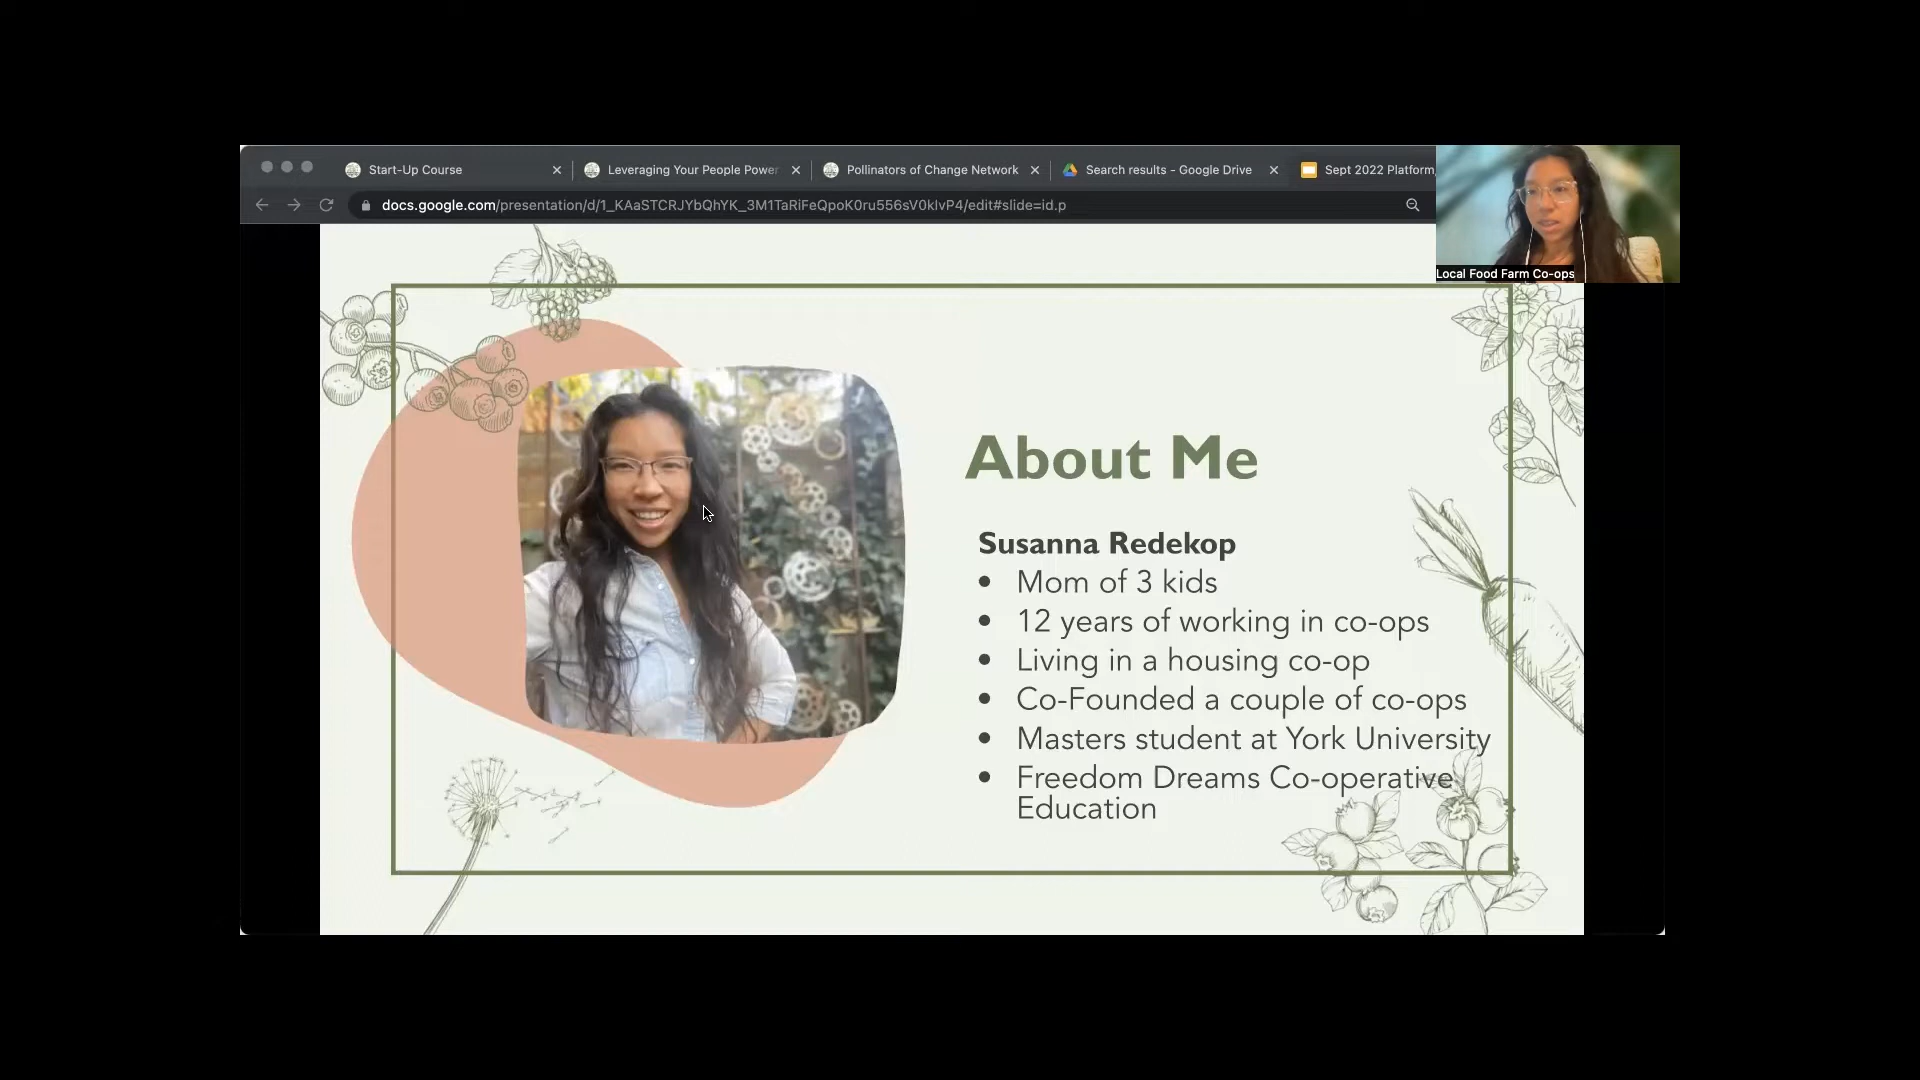 Start-Up Course
Leveraging Your People Power
Pollinators of Change Network
Search results - Google Drive
Sept 2022 Platform,
docs.google.com/presentation/d/1_KAaSTCRJYbQhYK_3M1TaRiFeQpoK0ru556sV0klvP4/edit#slide=id.p
Local Food Farm Co-ops
About Me
Susanna Redekop
• Mom of 3 kids
• 12 years of working in co-ops
• Living in a housing co-op
• Co-Founded a couple of co-ops
• Masters student at York University
• Freedom Dreams Co-operative
Education